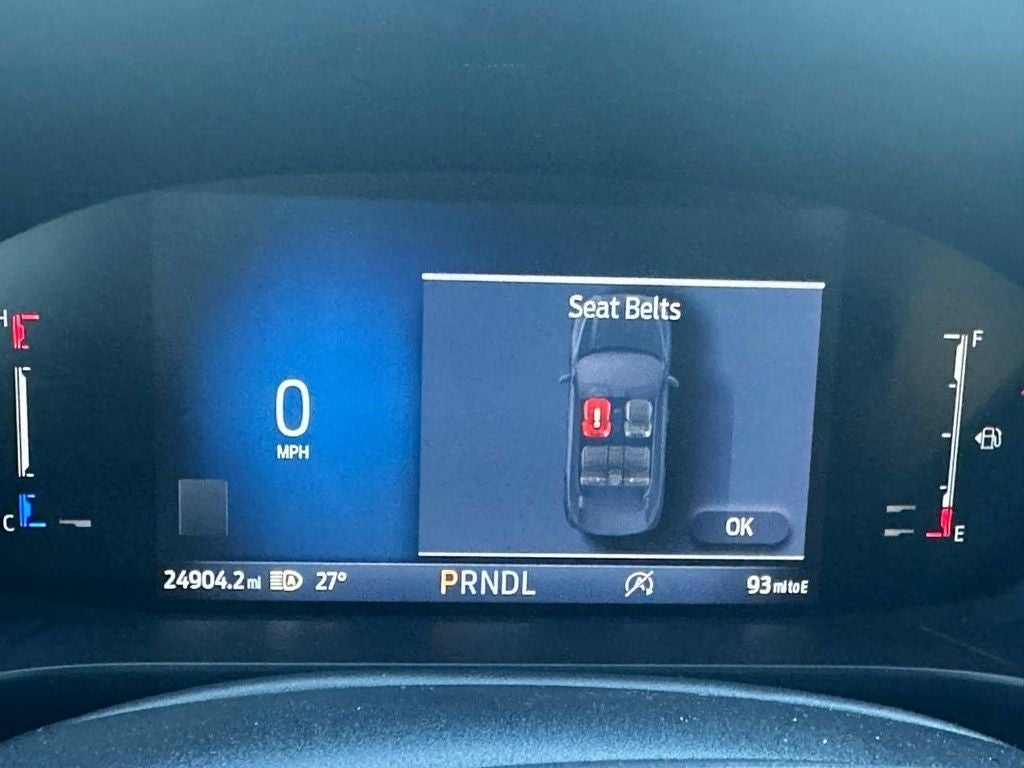 Seat Belts
H
F
0
MPH
C
E
OK
24904.2 mi A 27°
PRNDL
A
93 mi to E